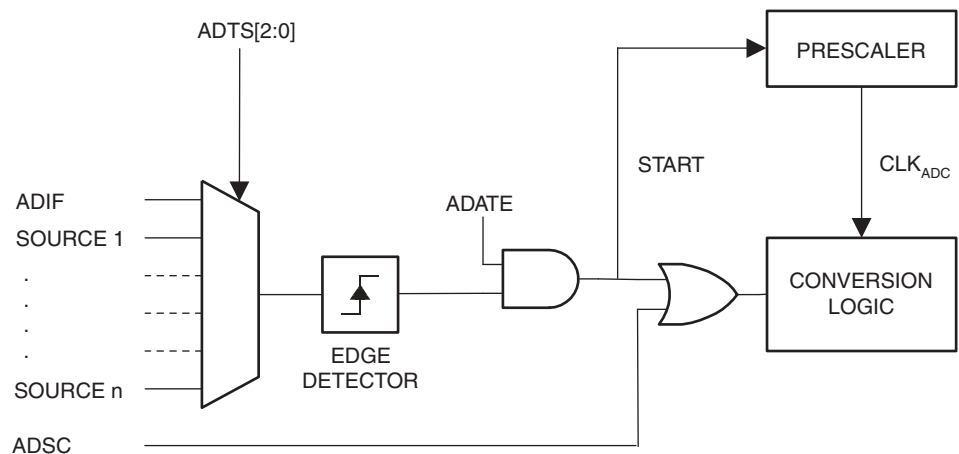 ADTS[2:0]
PRESCALER
START
CLKADC
ADIF
ADATE
SOURCE 1
.
.
.
.
CONVERSION
LOGIC
EDGE
DETECTOR
SOURCE n
ADSC